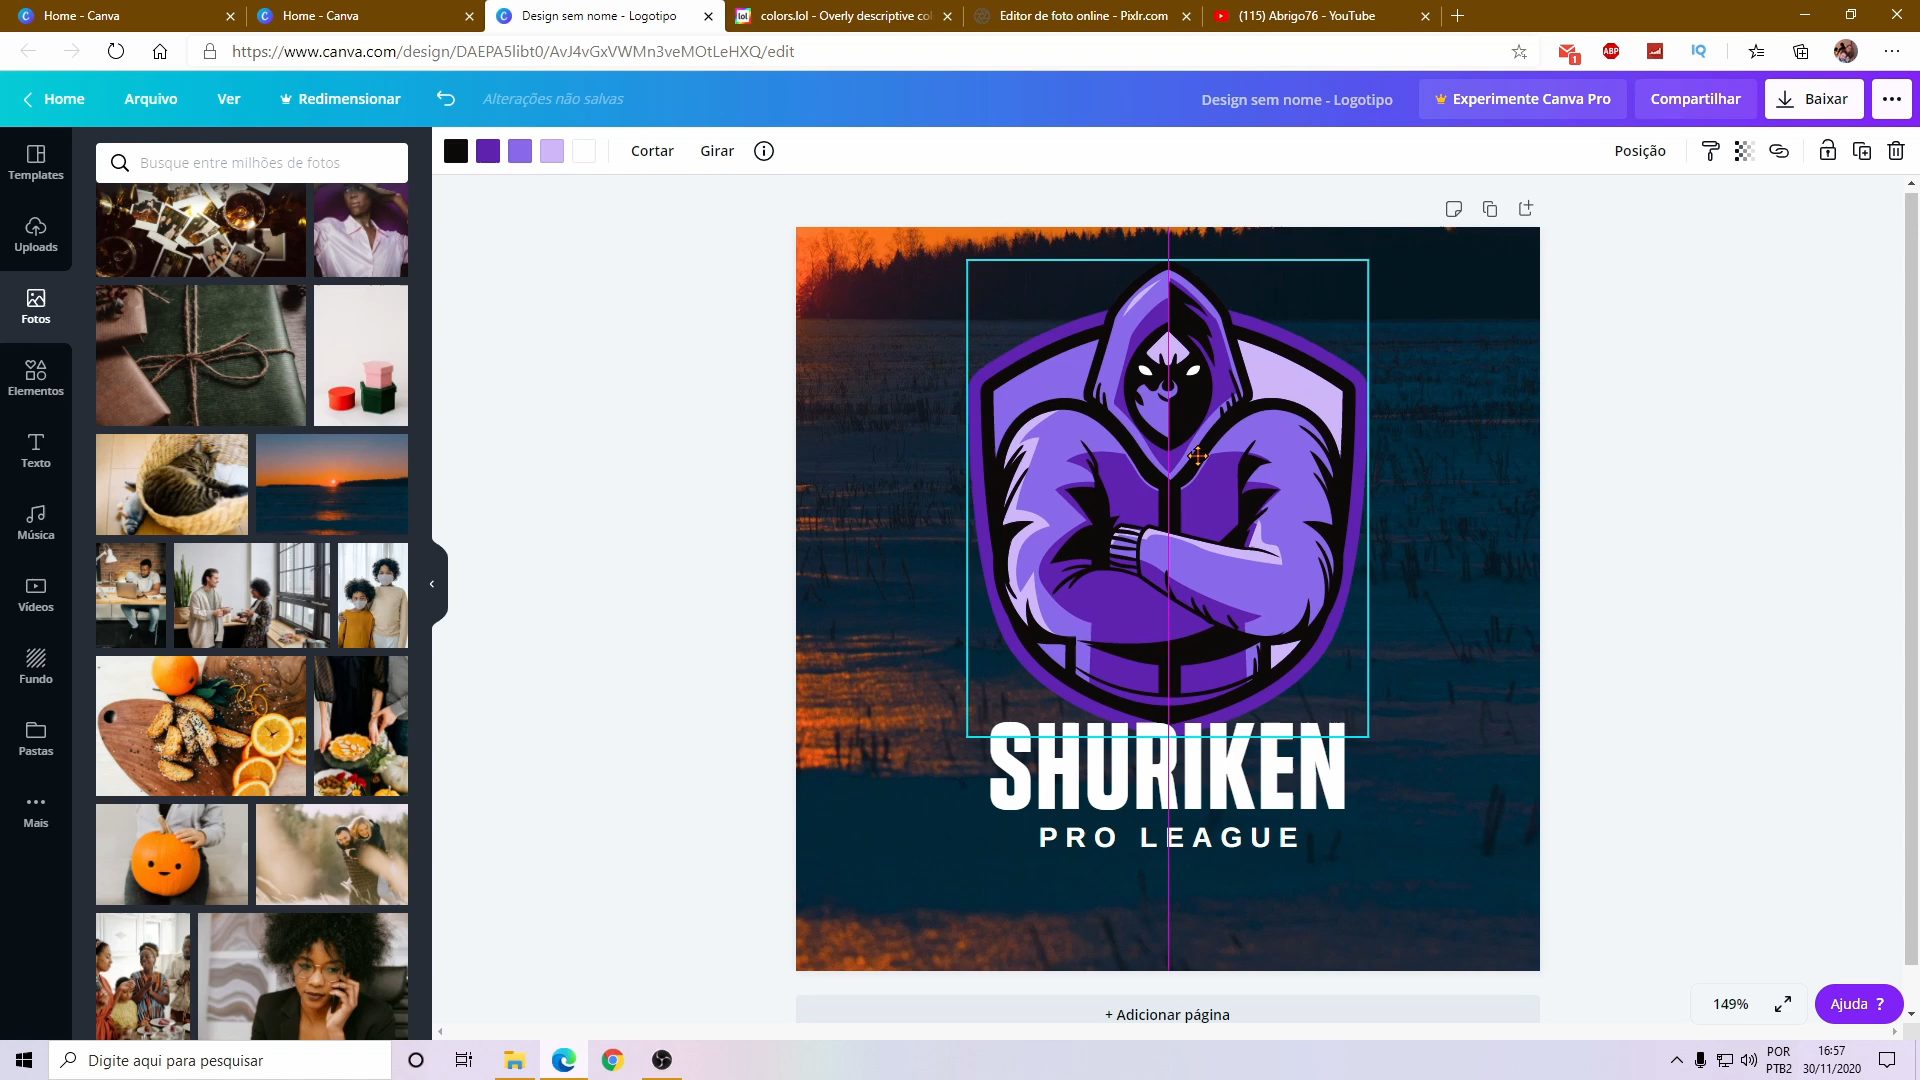 Home - Canva
Home - Canva
Design sem nome - Logotipo
colors.lol - Overly descriptive col
Editor de foto online - Pixlr.com
(115) Abrigo76 - YouTube
https://www.canva.com/design/DAEPA5libt0/AvJ4vGxVWMn3veMOtLeHXQ/edit
1
ABP
IQ
Home
Arquivo
Ver
Redimensionar
Alterações não salvas
Design sem nome - Logotipo
Experimente Canva Pro
Compartilhar
Baixar
Templates
Uploads
Fotos
Elementos
Texto
Música
Vídeos
Fundo
Pastas
Mais
Busque entre milhões de fotos
Cortar
Girar
Posição
SHURIKEN
PRO LEAGUE
+ Adicionar página
149%
Ajuda ?
Digite aqui para pesquisar
POR
PTB2
16:57
30/11/2020